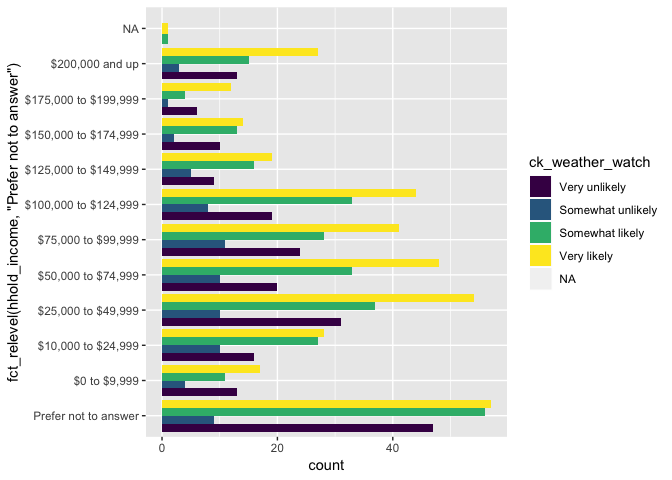 fct_relevel(hhold_income, "Prefer not to answer")
NA
$200,000 and up
$175,000 to $199,999
$150,000 to $174,999
$125,000 to $149,999
$100,000 to $124,999
$75,000 to $99,999
$50,000 to $74,999
$25,000 to $49,999
$10,000 to $24,999
$0 to $9,999
Prefer not to answer
0
20
40
count
ck_weather_watch
Very unlikely
Somewhat unlikely
Somewhat likely
Very likely
NA